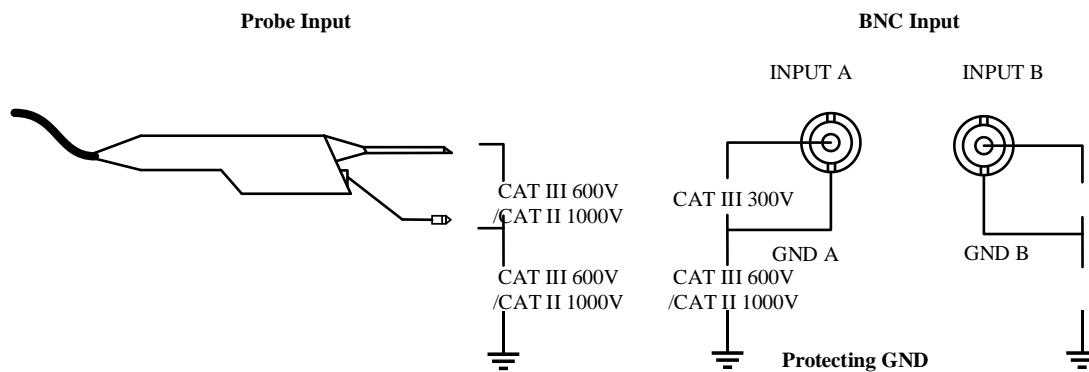 Probe Input
CAT III 600V
/CAT II 1000V
CAT III 600V
/CAT II 1000V
BNC Input
INPUT A
INPUT B
CAT III 300V
GND A
GND B
CAT III 600V
/CAT II 1000V
Protecting GND